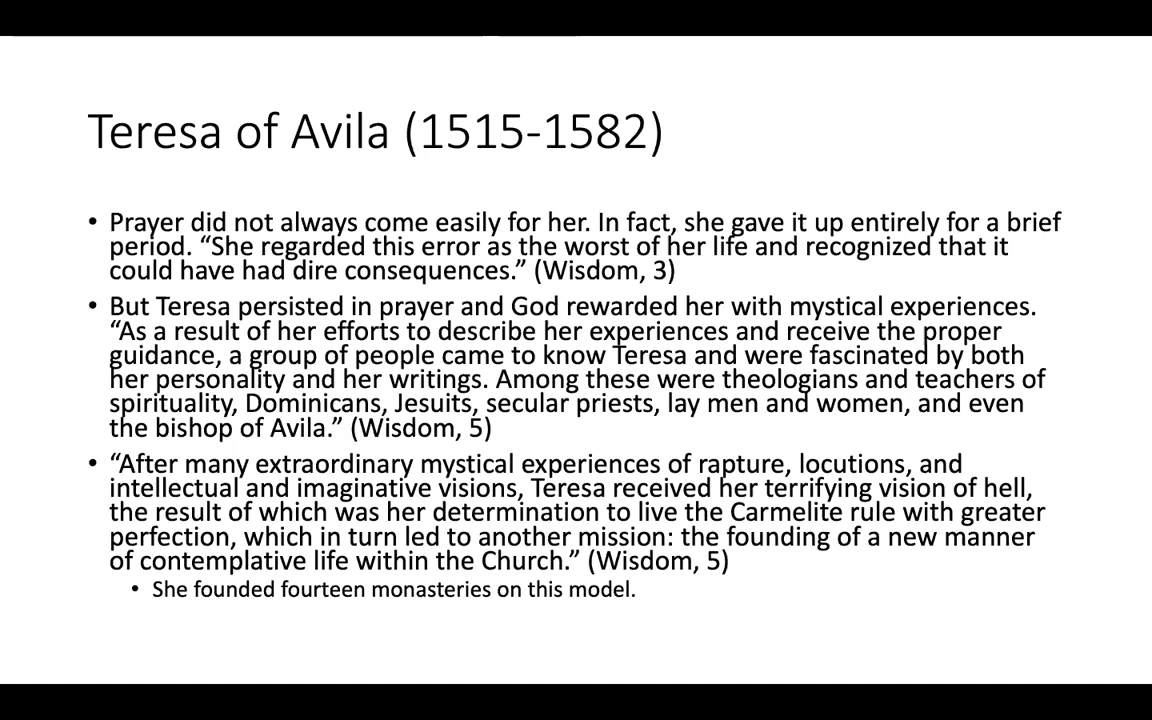 Teresa of Avila (1515-1582)
• Prayer did not always come easily for her. In fact, she gave it up entirely for a brief
period. “She regarded this error as the worst of her life and recognized that it
could have had dire consequences.” (Wisdom, 3)
• But Teresa persisted in prayer and God rewarded her with mystical experiences.
“As a result of her efforts to describe her experiences and receive the proper
guidance, a group of people came to know Teresa and were fascinated by both
her personality and her writings. Among these were theologians and teachers of
spirituality, Dominicans, Jesuits, secular priests, lay men and women, and even
the bishop of Avila.” (Wisdom, 5)
• “After many extraordinary mystical experiences of rapture, locutions, and
intellectual and imaginative visions, Teresa received her terrifying vision of hell,
the result of which was her determination to live the Carmelite rule with greater
perfection, which in turn led to another mission: the founding of a new manner
of contemplative life within the Church.” (Wisdom, 5)
• She founded fourteen monasteries on this model.